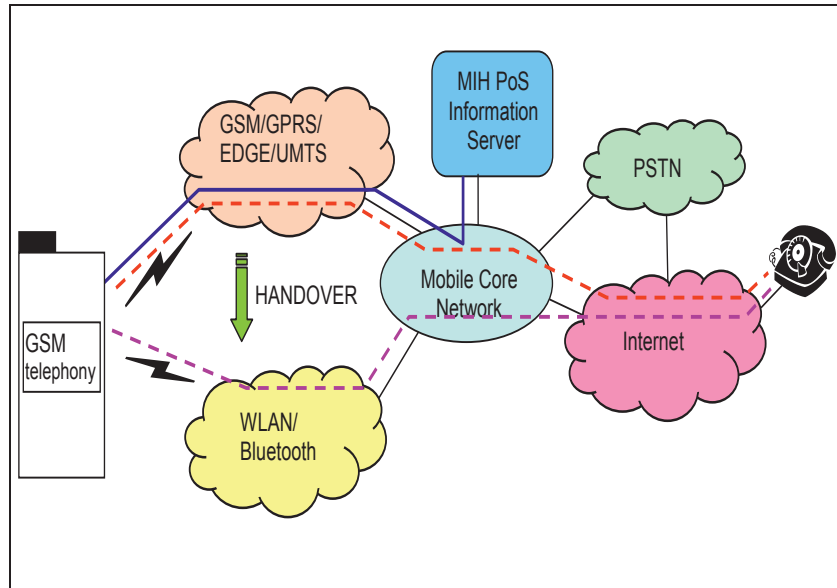 MIH PoS
Information
Server
GSM/GPRS/
EDGE/UMTS
PSTN
Mobile Core
Network
HANDOVER
GSM
telephony
Internet
WLAN/
Bluetooth